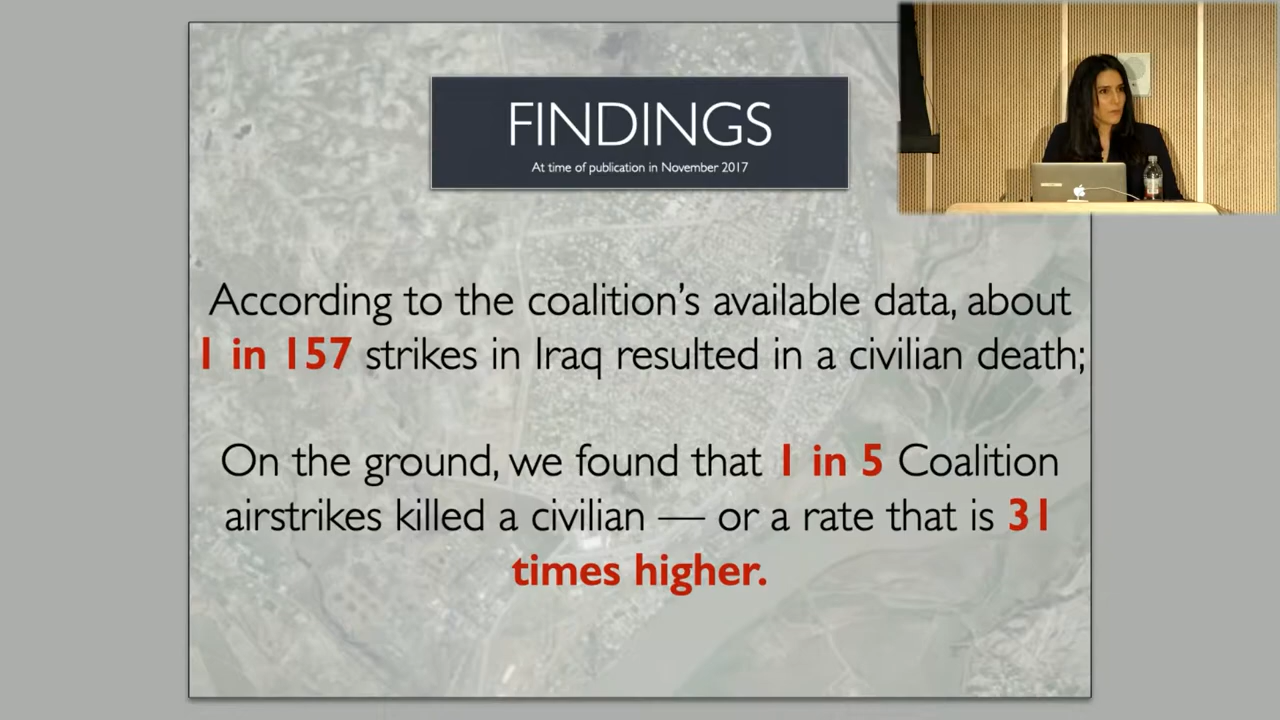 FINDINGS
At time of publication in November 2017
According to the coalition's available data, about
1 in 157 strikes in Iraq resulted in a civilian death;
On the ground, we found that 1 in 5 Coalition
airstrikes killed a civilian — or a rate that is 31
times higher.